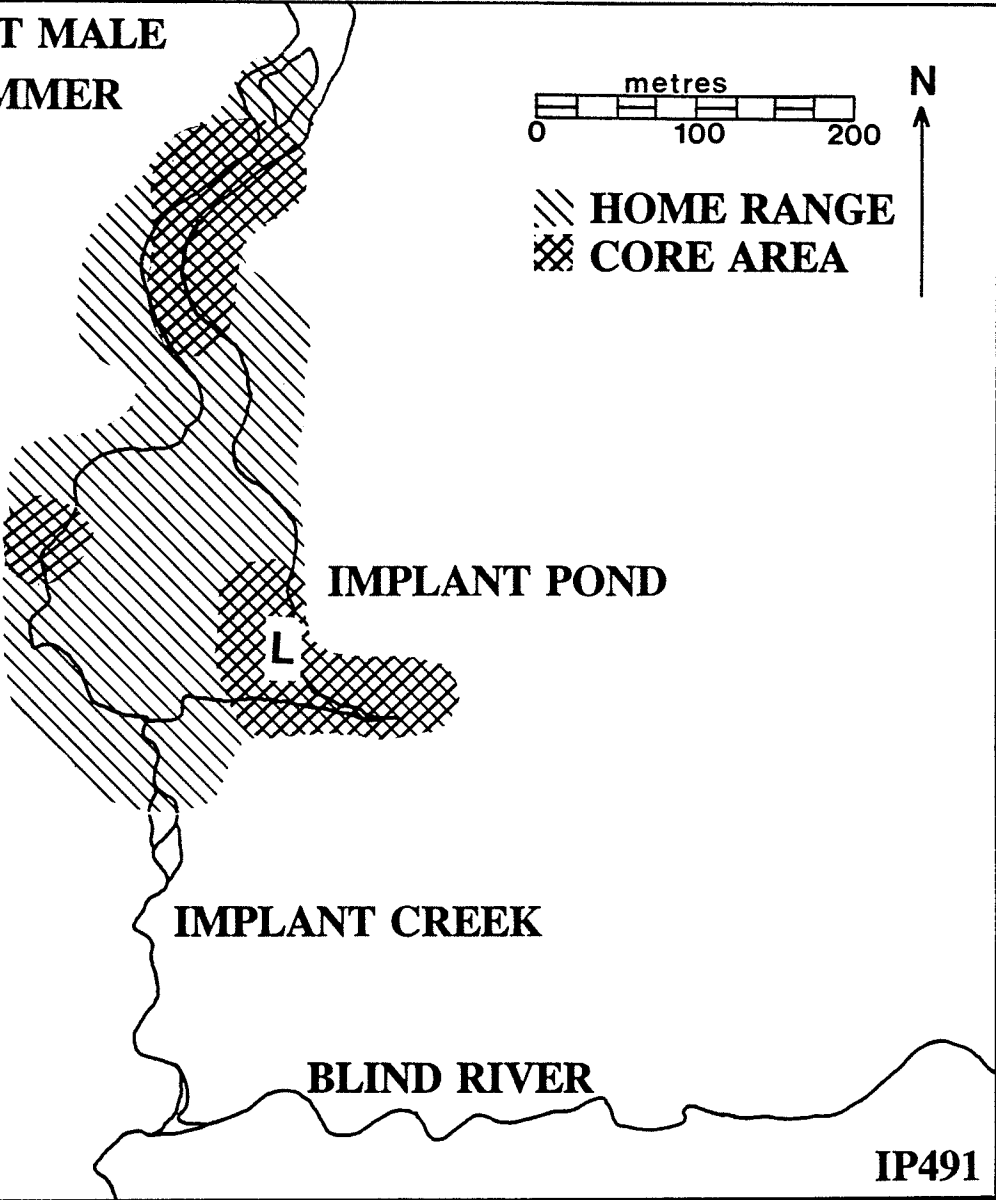 T MALE
MMER
metres
0 100 200
N
HOME RANGE
CORE AREA
IMPLANT POND
L
IMPLANT CREEK
BLIND RIVER
IP491